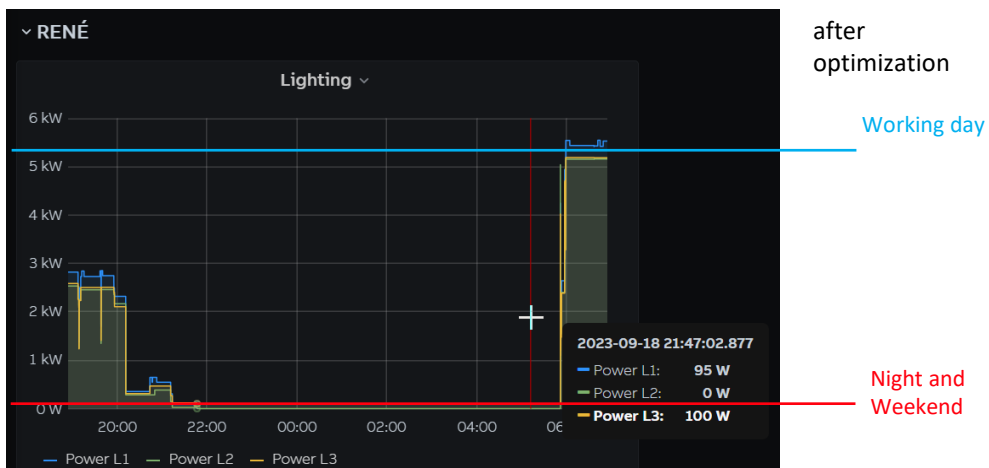 RENÉ
after
optimization
Lighting
6 kW
Working day
5 kW
4 kW
3 kW
2 kW
2023-09-18 21:47:02.877
Power L1: 95 W
1 kW
Power L2: 0 W
Night and
Weekend
0 W
Power L3: 100 W
20:00 22:00 00:00 02:00 04:00 06
Power L1 Power L2 Power L3